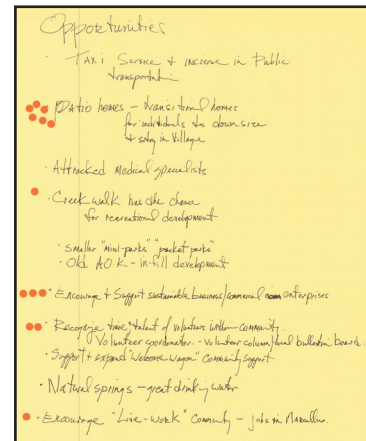 Opportunities
· TAxi Service & increase in Public
transportation
Patio homes – transitional homes
for individuals to downsize
& stay in Village
· Attracted Medical specialists
· Creek walk has the chance
for recreational development
· Smaller "mini-parks" "pocket parks"
· Old AOK – in-fill development
· Encourage & Support sustainable business/commercial enterprises
· Recognize time/talent of volunteers within community.
Volunteer coordinator – volunteer column/ bulletin board.
· Support & expand "Welcome wagon" community support
· Natural springs – great drinking water
· Encourage "Live-work" Community – jobs in Marcellus.